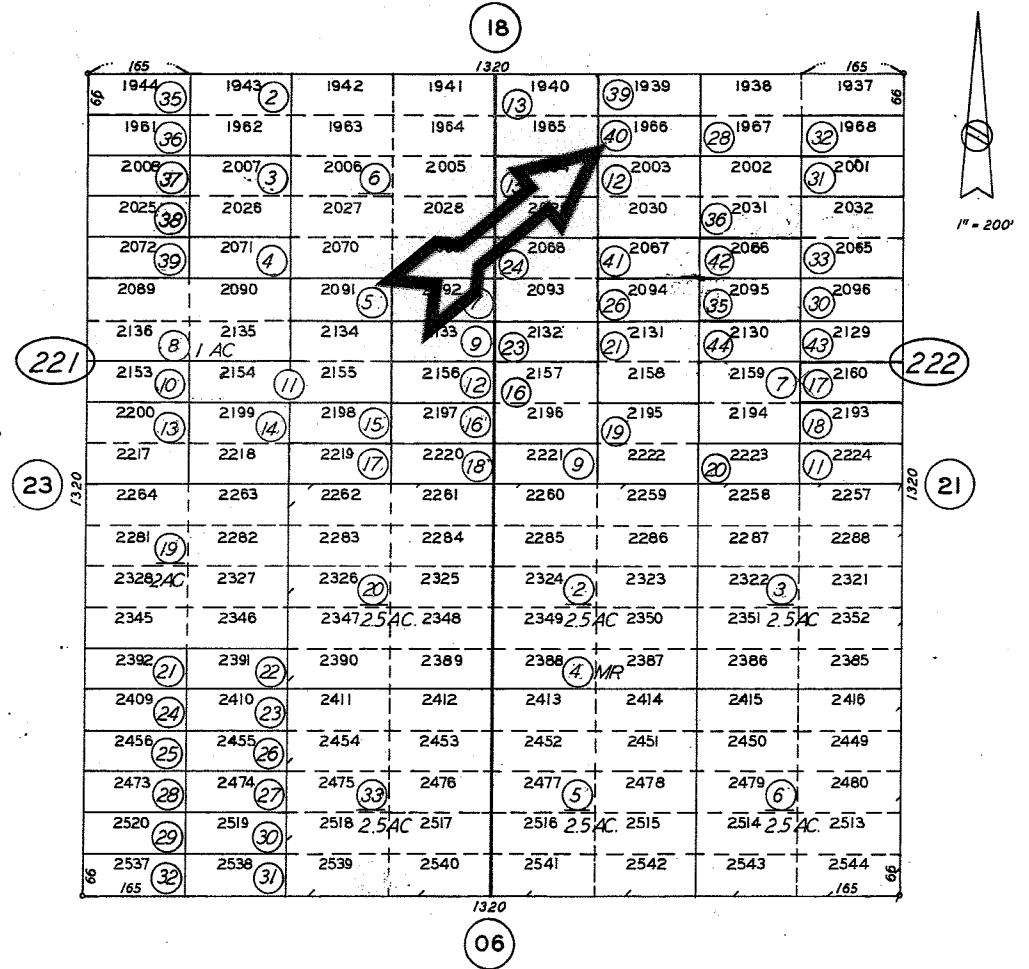 18
165 1320 165
66 1944 35 1943 2 1942 1941 13 1940 39 1939 1938 1937 66
1961 36 1962 1963 1964 1965 40 1966 28 1967 32 1968
2008 37 2007 3 2006 6 2005 12 2003 2002 31 2001
2025 38 2026 2027 2028 2030 36 2031 2032
1" = 200'
2072 39 2071 4 2070 24 2068 41 2067 42 2066 33 2065
2089 2090 2091 5 2093 26 2094 35 2095 30 2096
2136 8 2135 2134 9 23 2132 21 2131 44 2130 43 2129
221 1 AC 222
2153 10 2154 11 2155 2156 12 16 2157 2158 2159 7 17 2160
2200 13 2199 14 2198 15 2197 16 2196 19 2195 2194 18 2193
2217 2218 2219 17 2220 18 2221 9 2222 20 2223 11 2224
23 1320 1320 21
2264 2263 2262 2261 2260 2259 2258 2257
2281 19 2282 2283 2284 2285 2286 2287 2288
2328 2AC 2327 2326 20 2325 2324 2 2323 2322 3 2321
2345 2346 2347 2.5 AC. 2348 2349 2.5 AC 2350 2351 2.5 AC 2352
2392 21 2391 22 2390 2389 2388 4 MR 2387 2386 2385
2409 24 2410 23 2411 2412 2413 2414 2415 2416
2456 25 2455 26 2454 2453 2452 2451 2450 2449
2473 28 2474 27 2475 33 2476 2477 5 2478 2479 6 2480
2520 29 2519 30 2518 2.5 AC 2517 2516 2.5 AC. 2515 2514 2.5 AC. 2513
66 2537 32 2538 31 2539 2540 2541 2542 2543 2544 66
165 1320 165
06